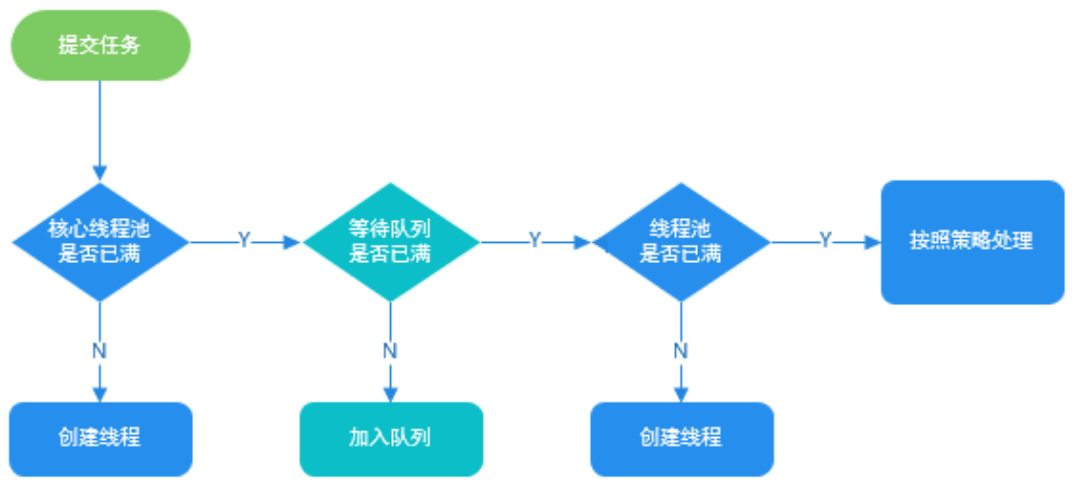 提交任务
核心线程池
是否已满
Y
等待队列
是否已满
Y
线程池
是否已满
Y
按照策略处理
N
N
N
创建线程
加入队列
创建线程